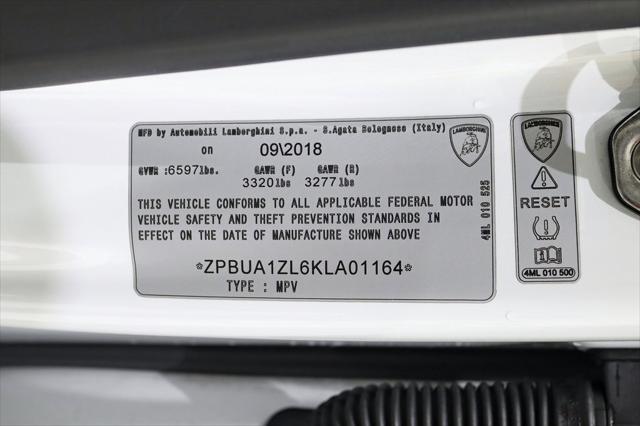 MFD by Automobili Lamborghini S.p.a. - S.Agata Bolognese (Italy)
on 09\2018
GVWR :6597lbs. GAWR (F) GAWR (R)
3320lbs 3277lbs
THIS VEHICLE CONFORMS TO ALL APPLICABLE FEDERAL MOTOR
VEHICLE SAFETY AND THEFT PREVENTION STANDARDS IN
EFFECT ON THE DATE OF MANUFACTURE SHOWN ABOVE
*ZPBUA1ZL6KLA01164*
TYPE : MPV
LAMBORGHINI
4ML 010 525
LAMBORGHINI
RESET
4ML 010 500